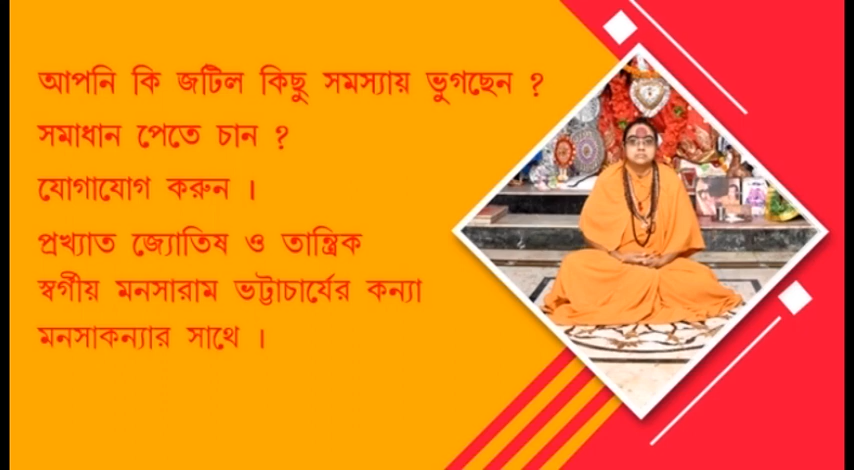 আপনি কি জটিল কিছু সমস্যায় ভুগছেন ?
সমাধান পেতে চান ?
যোগাযোগ করুন ।
প্রখ্যাত জ্যোতিষ ও তান্ত্রিক
স্বর্গীয় মনসারাম ভট্টাচার্যের কন্যা
মনসাকন্যার সাথে ।